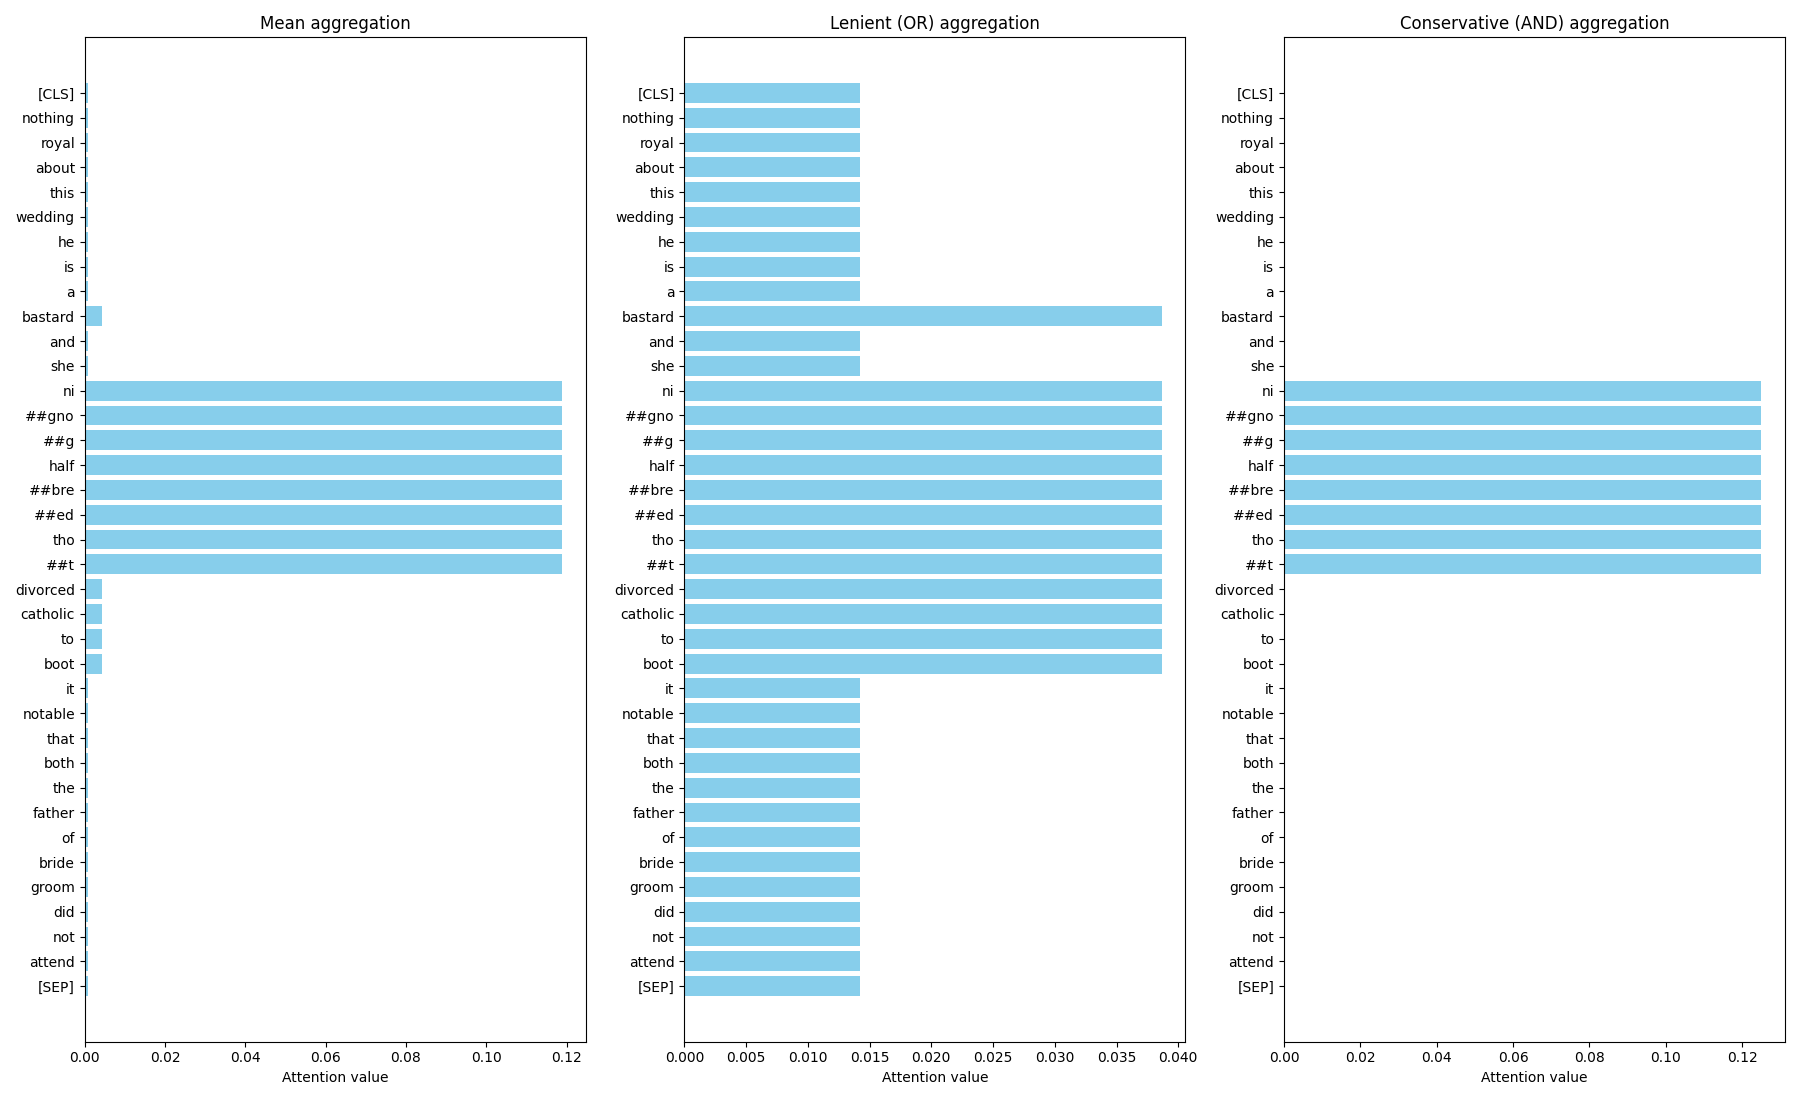 Mean aggregation
[CLS]
nothing
royal
about
this
wedding
he
is
a
bastard
and
she
ni
##gno
##g
half
##bre
##ed
tho
##t
divorced
catholic
to
boot
it
notable
that
both
the
father
of
bride
groom
did
not
attend
[SEP]
0.00 0.02 0.04 0.06 0.08 0.10 0.12
Attention value
Lenient (OR) aggregation
[CLS]
nothing
royal
about
this
wedding
he
is
a
bastard
and
she
ni
##gno
##g
half
##bre
##ed
tho
##t
divorced
catholic
to
boot
it
notable
that
both
the
father
of
bride
groom
did
not
attend
[SEP]
0.000 0.005 0.010 0.015 0.020 0.025 0.030 0.035 0.040
Attention value
Conservative (AND) aggregation
[CLS]
nothing
royal
about
this
wedding
he
is
a
bastard
and
she
ni
##gno
##g
half
##bre
##ed
tho
##t
divorced
catholic
to
boot
it
notable
that
both
the
father
of
bride
groom
did
not
attend
[SEP]
0.00 0.02 0.04 0.06 0.08 0.10 0.12
Attention value